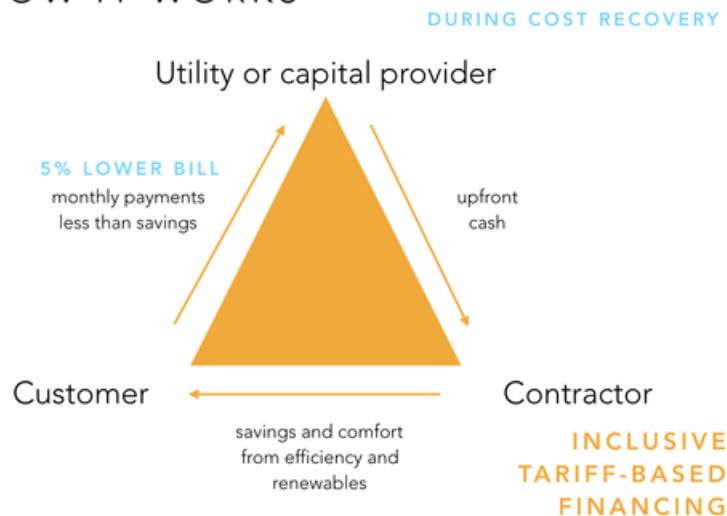 DURING COST RECOVERY
Utility or capital provider
5% LOWER BILL
monthly payments
less than savings
upfront
cash
Customer
Contractor
savings and comfort
from efficiency and
renewables
INCLUSIVE
TARIFF-BASED
FINANCING